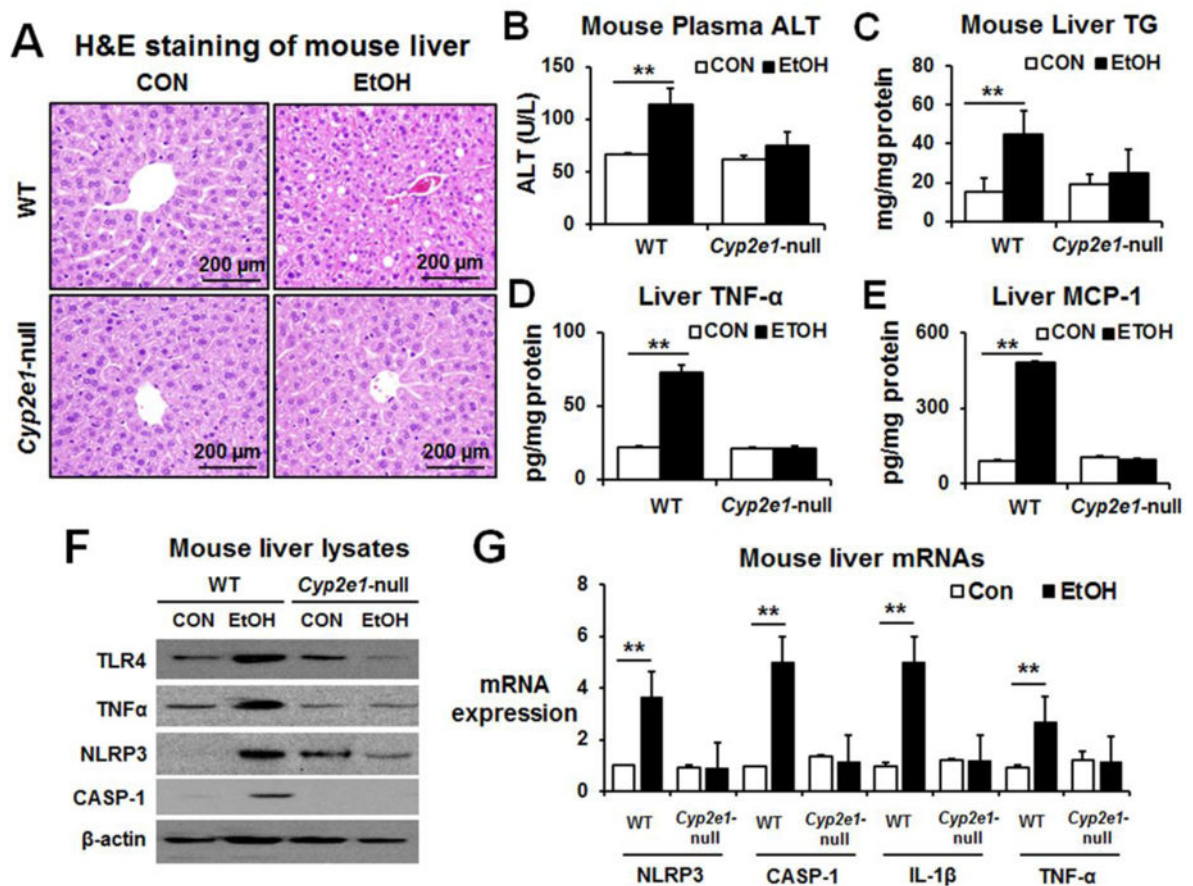 A
H&E staining of mouse liver
CON
EtOH
WT
200 µm
200 µm
Cyp2e1-null
200 µm
200 µm
B
Mouse Plasma ALT
CON EtOH
ALT (U/L)
150
100
50
0
**
WT
Cyp2e1-null
C
Mouse Liver TG
CON EtOH
mg/mg protein
80
60
40
20
0
**
WT
Cyp2e1-null
D
Liver TNF-α
CON ETOH
pg/mg protein
100
50
0
**
WT
Cyp2e1-null
E
Liver MCP-1
CON ETOH
pg/mg protein
600
300
0
**
WT
Cyp2e1-null
F
Mouse liver lysates
WT Cyp2e1-null
CON EtOH CON EtOH
TLR4
TNFα
NLRP3
CASP-1
β-actin
G
Mouse liver mRNAs
Con EtOH
mRNA
expression
8
6
4
2
0
** ** ** **
WT Cyp2e1-null WT Cyp2e1-null WT Cyp2e1-null WT Cyp2e1-null
NLRP3 CASP-1 IL-1β TNF-α